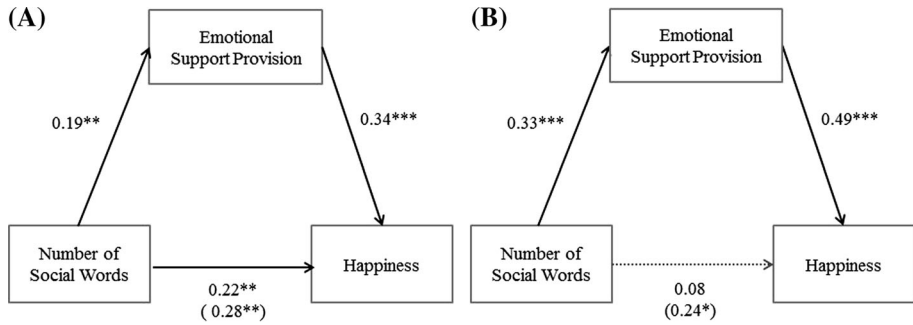 (A)
Emotional
Support Provision
0.19**
0.34***
Number of
Social Words
Happiness
0.22**
( 0.28**)
(B)
Emotional
Support Provision
0.33***
0.49***
Number of
Social Words
Happiness
0.08
(0.24*)